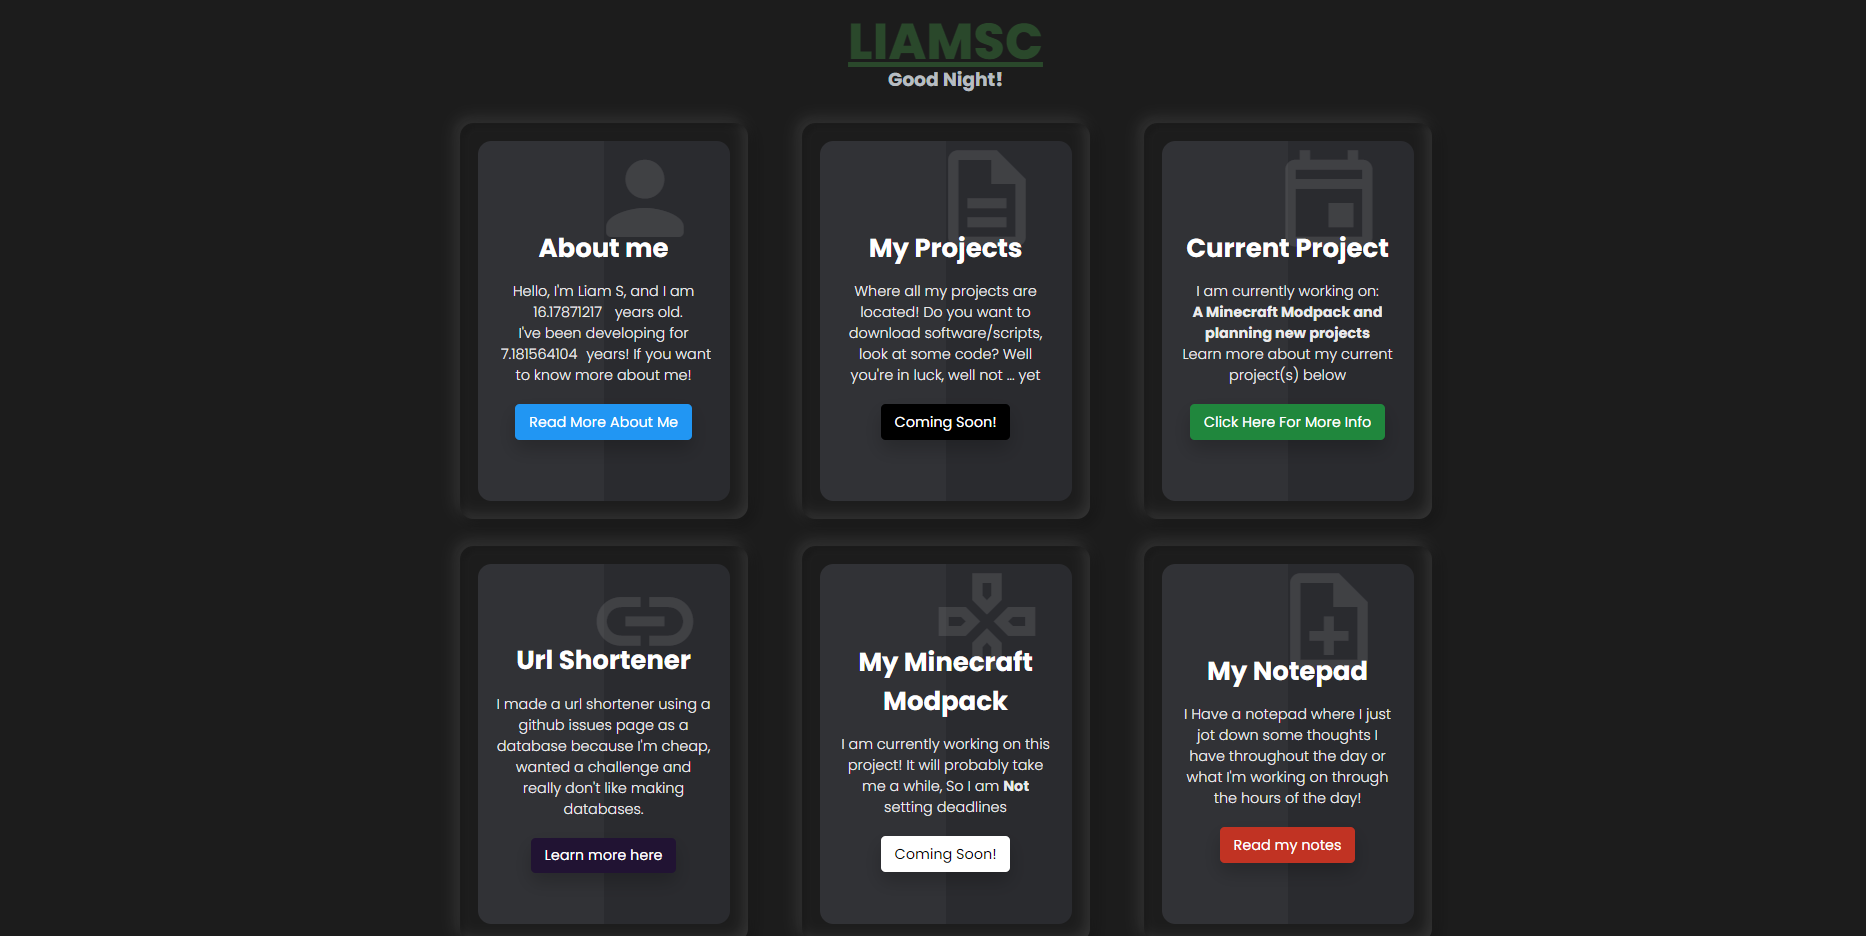 LIAMSC
Good Night!
About me
Hello, I'm Liam S, and I am
16.17871217 years old.
I've been developing for
7.181564104 years! If you want
to know more about me!
Read More About Me
My Projects
Where all my projects are
located! Do you want to
download software/scripts,
look at some code? Well
you're in luck, well not ... yet
Coming Soon!
Current Project
I am currently working on:
A Minecraft Modpack and
planning new projects
Learn more about my current
project(s) below
Click Here For More Info
Url Shortener
I made a url shortener using a
github issues page as a
database because I'm cheap,
wanted a challenge and
really don't like making
databases.
Learn more here
My Minecraft
Modpack
I am currently working on this
project! It will probably take
me a while, So I am Not
setting deadlines
Coming Soon!
My Notepad
I Have a notepad where I just
jot down some thoughts I
have throughout the day or
what I'm working on through
the hours of the day!
Read my notes